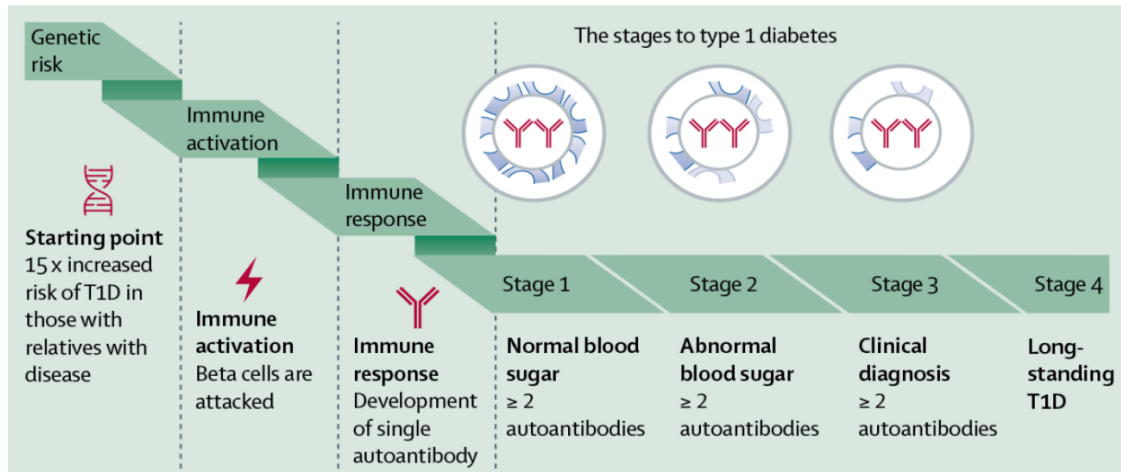 Genetic
risk
The stages to type 1 diabetes
Immune
activation
Immune
response
Starting point
15 x increased
risk of T1D in
those with
relatives with
disease
Immune
activation
Beta cells are
attacked
Immune
response
Development
of single
autoantibody
Stage 1
Stage 2
Stage 3
Stage 4
Normal blood
sugar
≥ 2
autoantibodies
Abnormal
blood sugar
≥ 2
autoantibodies
Clinical
diagnosis
≥ 2
autoantibodies
Long-
standing
T1D